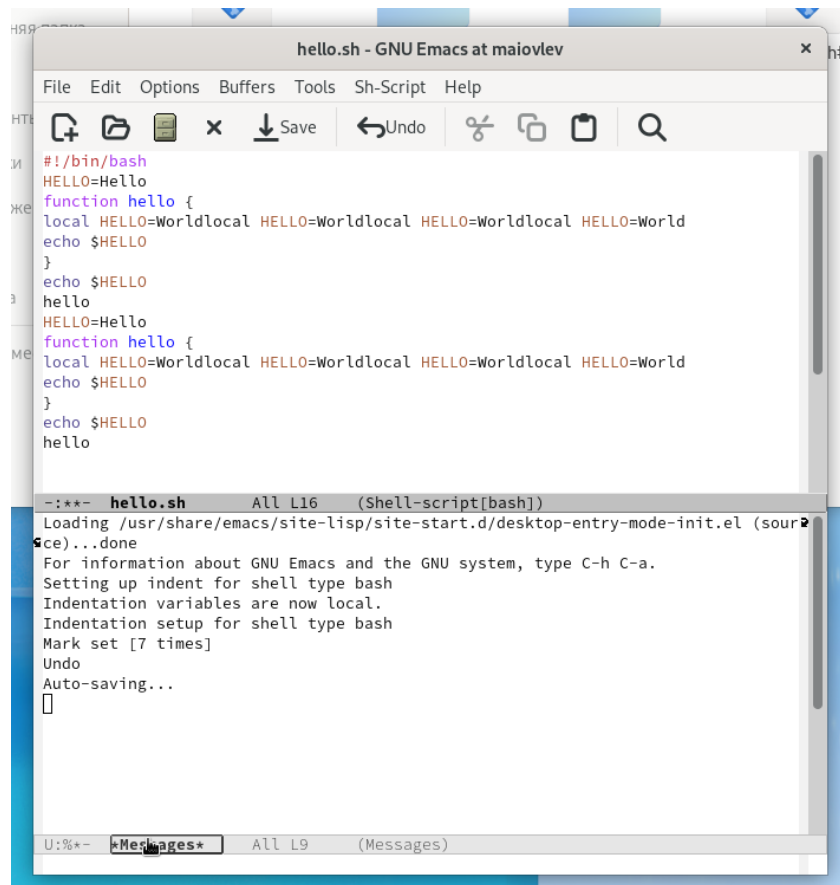 няя папка
hello.sh - GNU Emacs at maiovlev
File Edit Options Buffers Tools Sh-Script Help
Save Undo
#!/bin/bash
HELLO=Hello
function hello {
local HELLO=Worldlocal HELLO=Worldlocal HELLO=Worldlocal HELLO=World
echo $HELLO
}
echo $HELLO
hello
HELLO=Hello
function hello {
local HELLO=Worldlocal HELLO=Worldlocal HELLO=Worldlocal HELLO=World
echo $HELLO
}
echo $HELLO
hello
-:**- hello.sh All L16 (Shell-script[bash])
Loading /usr/share/emacs/site-lisp/site-start.d/desktop-entry-mode-init.el (sour
ce)...done
For information about GNU Emacs and the GNU system, type C-h C-a.
Setting up indent for shell type bash
Indentation variables are now local.
Indentation setup for shell type bash
Mark set [7 times]
Undo
Auto-saving...
U:%*- *Messages* All L9 (Messages)